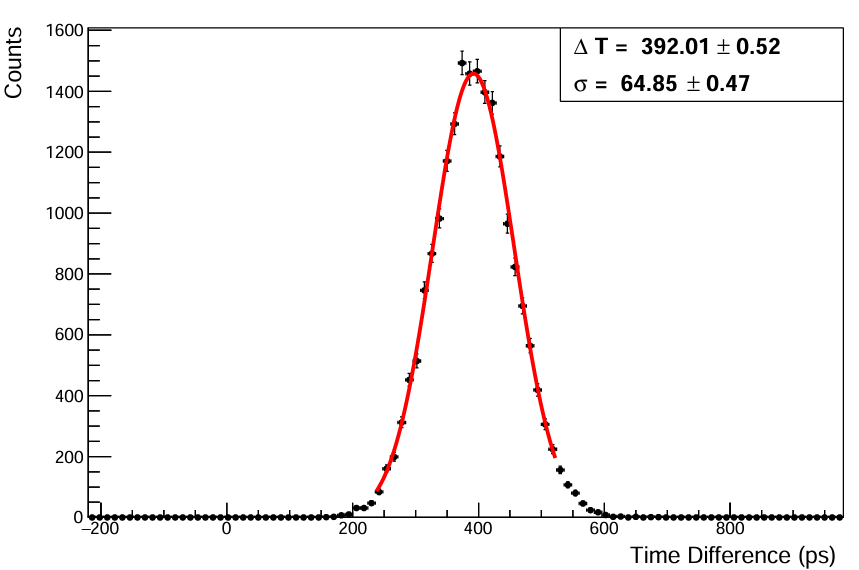 Counts
1600
1400
1200
1000
800
600
400
200
0
Δ T = 392.01 ± 0.52
σ = 64.85 ± 0.47
−200 0 200 400 600 800
Time Difference (ps)